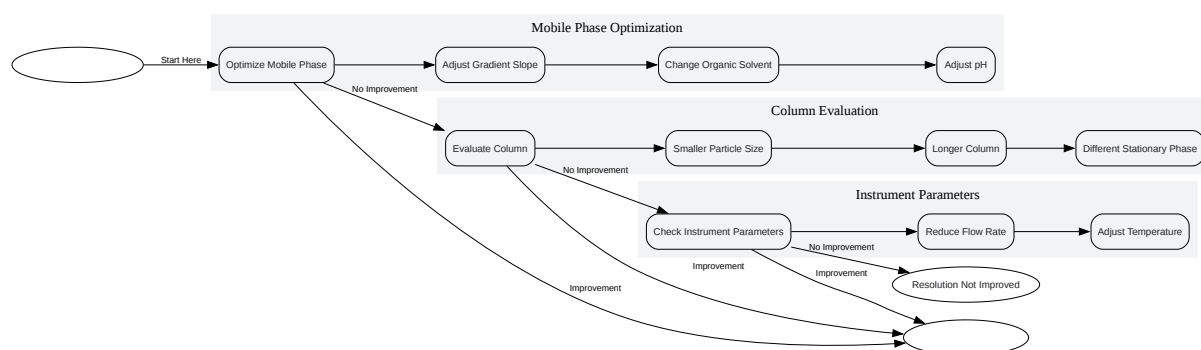 Mobile Phase Optimization
Start Here
Optimize Mobile Phase
Adjust Gradient Slope
Change Organic Solvent
Adjust pH
No Improvement
Column Evaluation
Evaluate Column
Smaller Particle Size
Longer Column
Different Stationary Phase
No Improvement
Instrument Parameters
Check Instrument Parameters
Reduce Flow Rate
Adjust Temperature
No Improvement
Improvement
Improvement
Improvement
Resolution Not Improved